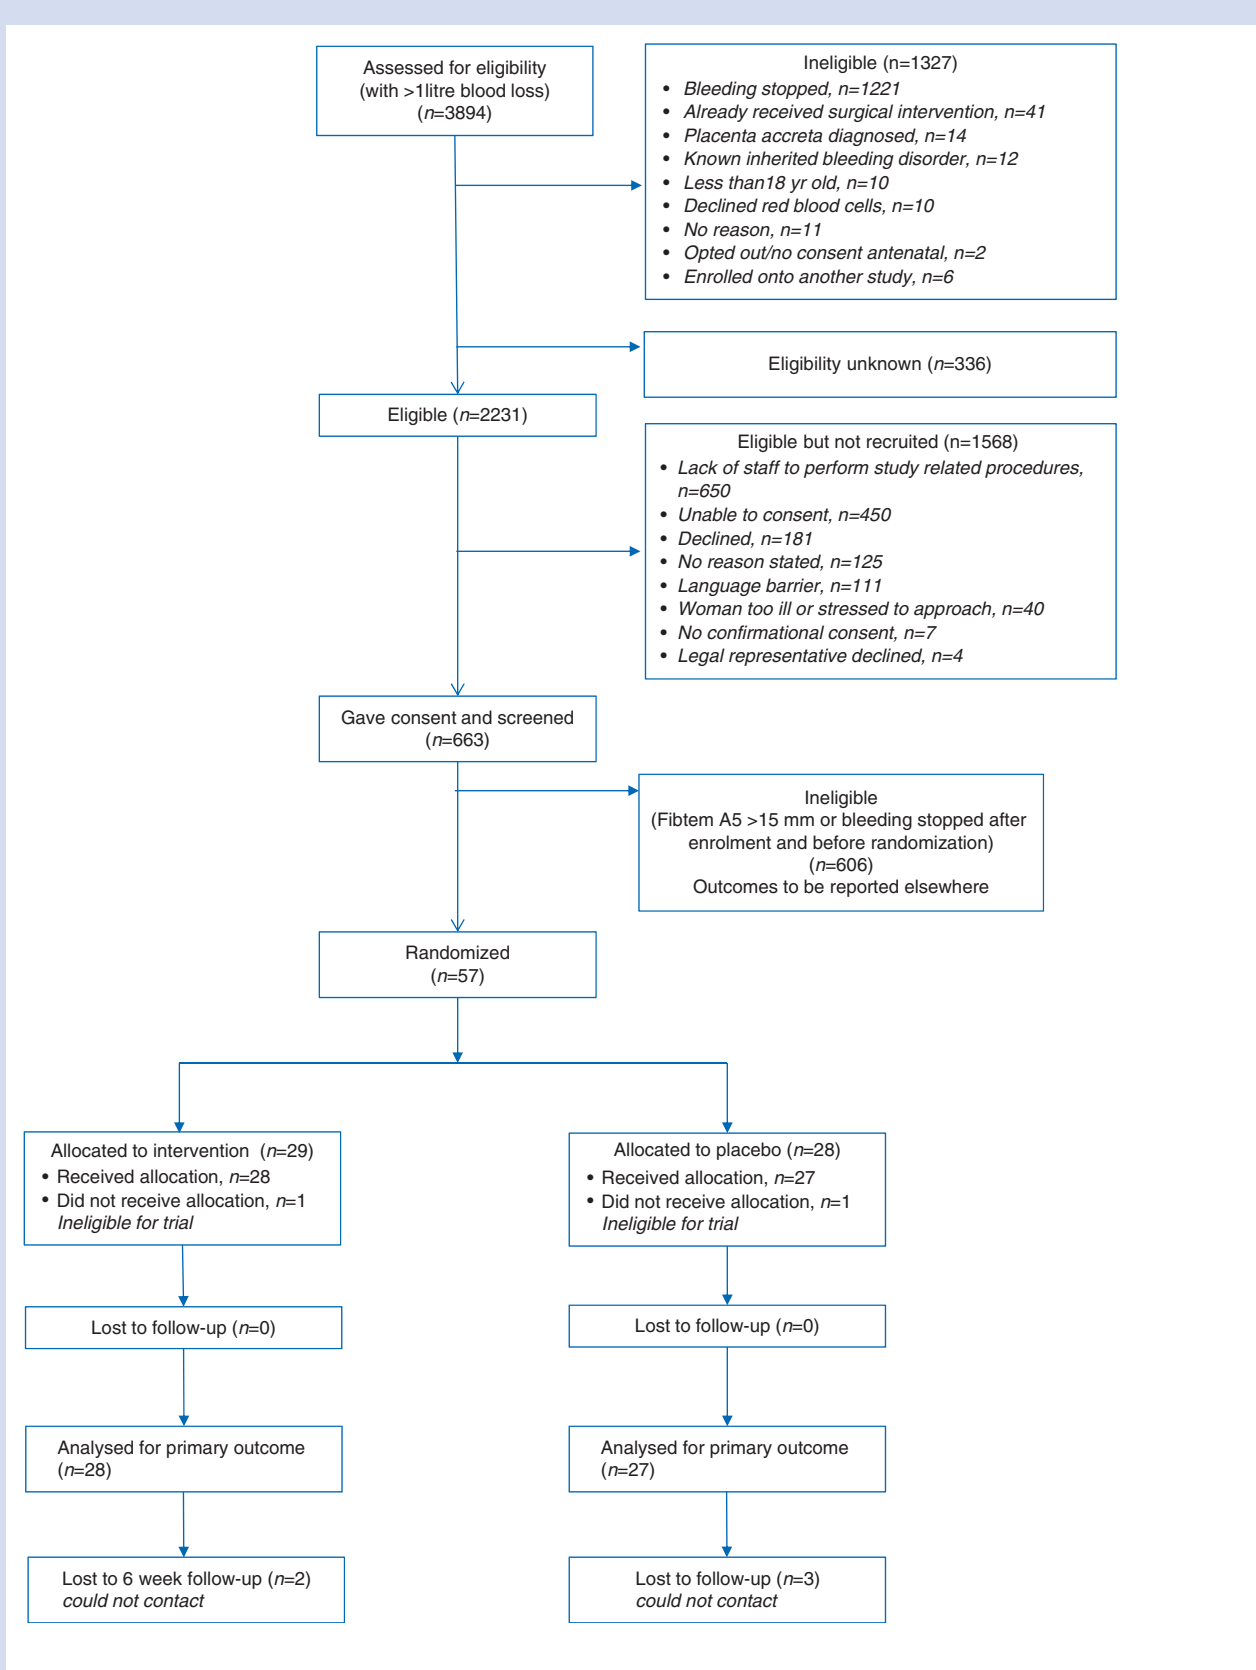 Assessed for eligibility
(with >1litre blood loss)
(n=3894)
Ineligible (n=1327)
• Bleeding stopped, n=1221
• Already received surgical intervention, n=41
• Placenta accreta diagnosed, n=14
• Known inherited bleeding disorder, n=12
• Less than18 yr old, n=10
• Declined red blood cells, n=10
• No reason, n=11
• Opted out/no consent antenatal, n=2
• Enrolled onto another study, n=6
Eligibility unknown (n=336)
Eligible (n=2231)
Eligible but not recruited (n=1568)
• Lack of staff to perform study related procedures,
n=650
• Unable to consent, n=450
• Declined, n=181
• No reason stated, n=125
• Language barrier, n=111
• Woman too ill or stressed to approach, n=40
• No confirmational consent, n=7
• Legal representative declined, n=4
Gave consent and screened
(n=663)
Ineligible
(Fibtem A5 >15 mm or bleeding stopped after
enrolment and before randomization)
(n=606)
Outcomes to be reported elsewhere
Randomized
(n=57)
Allocated to intervention (n=29)
• Received allocation, n=28
• Did not receive allocation, n=1
Ineligible for trial
Allocated to placebo (n=28)
• Received allocation, n=27
• Did not receive allocation, n=1
Ineligible for trial
Lost to follow-up (n=0)
Lost to follow-up (n=0)
Analysed for primary outcome
(n=28)
Analysed for primary outcome
(n=27)
Lost to 6 week follow-up (n=2)
could not contact
Lost to follow-up (n=3)
could not contact